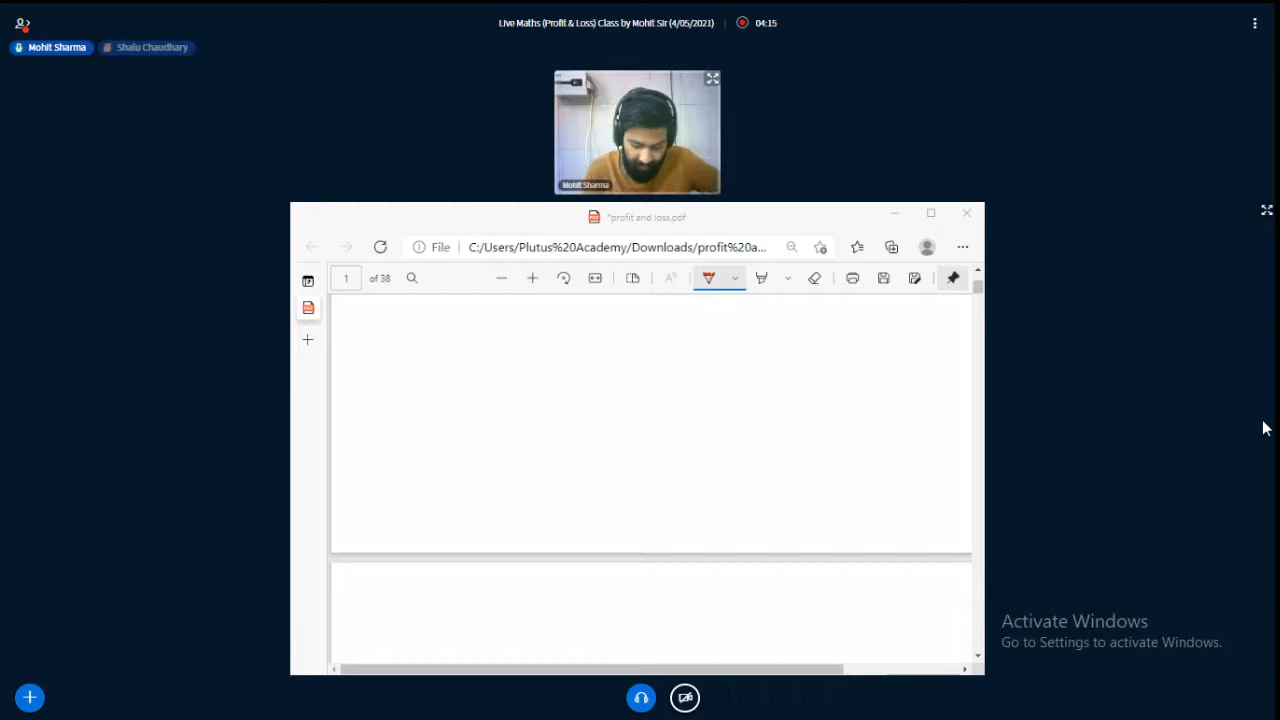 Live Maths (Profit & Loss) Class by Mohit Sir (4/05/2021) | 04:15
Mohit Sharma Shalu Chaudhary
Mohit Sharma
*profit and loss.pdf
File | C:/Users/Plutus%20Academy/Downloads/profit%20a...
1 of 38
Activate Windows
Go to Settings to activate Windows.